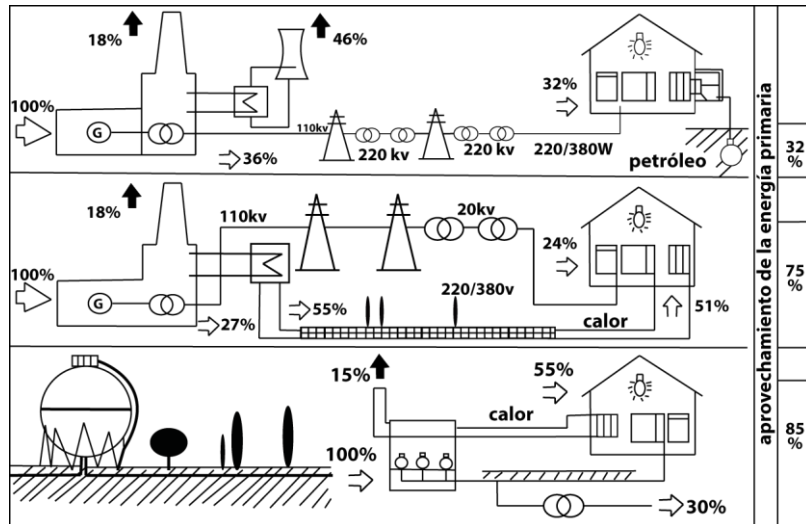 18%
46%
100%
G
36%
110kv
220 kv
220 kv
220/380W
32%
petróleo
32
%
18%
110kv
20kv
100%
G
27%
55%
220/380v
24%
calor
51%
75
%
15%
55%
calor
100%
30%
85
%
aprovechamiento de la energía primaria